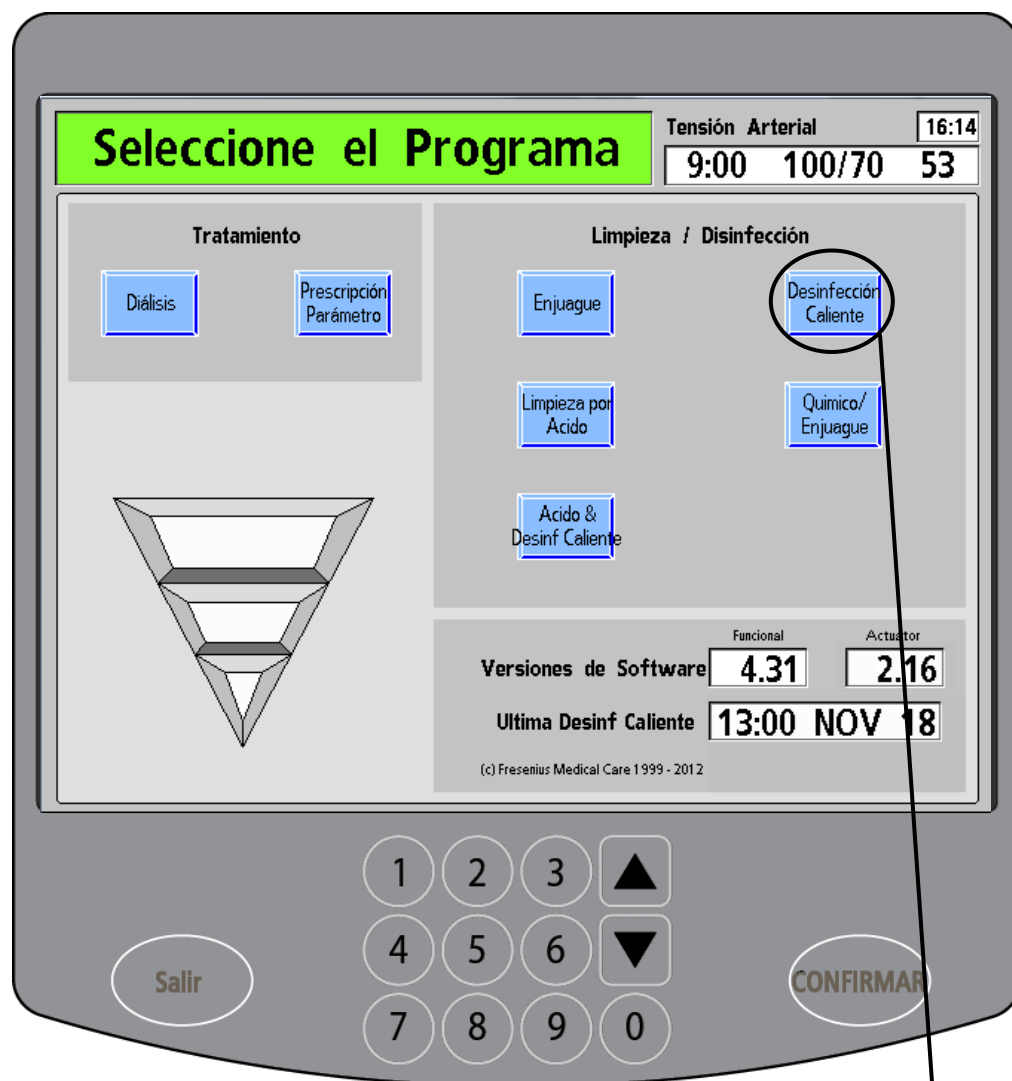 Seleccione el Programa
Tensión Arterial
16:14
9:00 100/70 53
Tratamiento
Diálisis
Prescripción
Parámetro
Limpieza / Disinfección
Enjuague
Desinfección
Caliente
Limpieza por
Acido
Quimico/
Enjuague
Acido &
Desinf Caliente
Funcional
Actuator
Versiones de Software 4.31 2.16
Ultima Desinf Caliente 13:00 NOV 18
(c) Fresenius Medical Care 1999 - 2012
1 2 3
4 5 6
Salir
CONFIRMAR
7 8 9 0